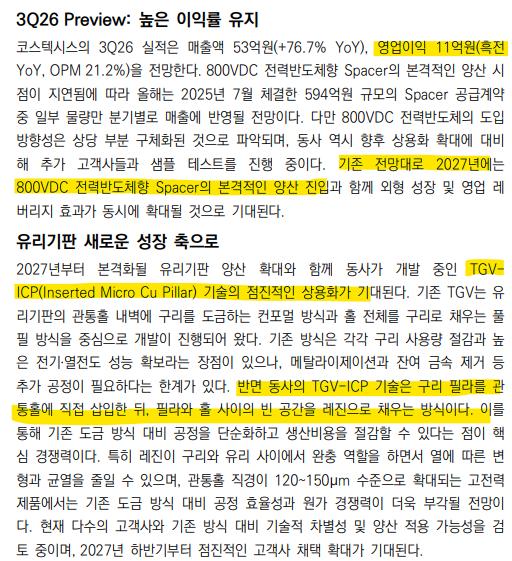 3Q26 Preview: 높은 이익률 유지
코스텍시스의 3Q26 실적은 매출액 53억원(+76.7% YoY), 영업이익 11억원(흑전
YoY, OPM 21.2%)을 전망한다. 800VDC 전력반도체향 Spacer의 본격적인 양산 시
점이 지연됨에 따라 올해는 2025년 7월 체결한 594억원 규모의 Spacer 공급계약
중 일부 물량만 분기별로 매출에 반영될 전망이다. 다만 800VDC 전력반도체의 도입
방향성은 상당 부분 구체화된 것으로 파악되며, 동사 역시 향후 상용화 확대에 대비
해 추가 고객사들과 샘플 테스트를 진행 중이다. 기존 전망대로 2027년에는
800VDC 전력반도체향 Spacer의 본격적인 양산 진입과 함께 외형 성장 및 영업 레
버리지 효과가 동시에 확대될 것으로 기대된다.
유리기판 새로운 성장 축으로
2027년부터 본격화될 유리기판 양산 확대와 함께 동사가 개발 중인 TGV-
ICP(Inserted Micro Cu Pillar) 기술의 점진적인 상용화가 기대된다. 기존 TGV는 유
리기판의 관통홀 내벽에 구리를 도금하는 컨포멀 방식과 홀 전체를 구리로 채우는 풀
필 방식을 중심으로 개발이 진행되어 왔다. 기존 방식은 각각 구리 사용량 절감과 높
은 전기·열전도 성능 확보라는 장점이 있으나, 메탈라이제이션과 잔여 금속 제거 등
추가 공정이 필요하다는 한계가 있다. 반면 동사의 TGV-ICP 기술은 구리 필라를 관
통홀에 직접 삽입한 뒤, 필라와 홀 사이의 빈 공간을 레진으로 채우는 방식이다. 이를
통해 기존 도금 방식 대비 공정을 단순화하고 생산비용을 절감할 수 있다는 점이 핵
심 경쟁력이다. 특히 레진이 구리와 유리 사이에서 완충 역할을 하면서 열에 따른 변
형과 균열을 줄일 수 있으며, 관통홀 직경이 120~150μm 수준으로 확대되는 고전력
제품에서는 기존 도금 방식 대비 공정 효율성과 원가 경쟁력이 더욱 부각될 전망이
다. 현재 다수의 고객사와 기존 방식 대비 기술적 차별성 및 양산 적용 가능성을 검
토 중이며, 2027년 하반기부터 점진적인 고객사 채택 확대가 기대된다.